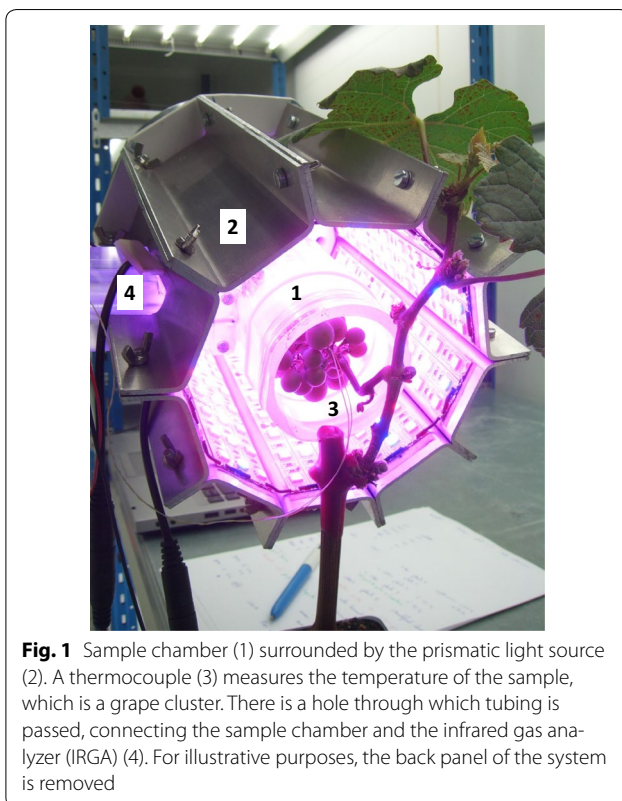 2
4
1
3
Fig. 1 Sample chamber (1) surrounded by the prismatic light source
(2). A thermocouple (3) measures the temperature of the sample,
which is a grape cluster. There is a hole through which tubing is
passed, connecting the sample chamber and the infrared gas ana-
lyzer (IRGA) (4). For illustrative purposes, the back panel of the system
is removed